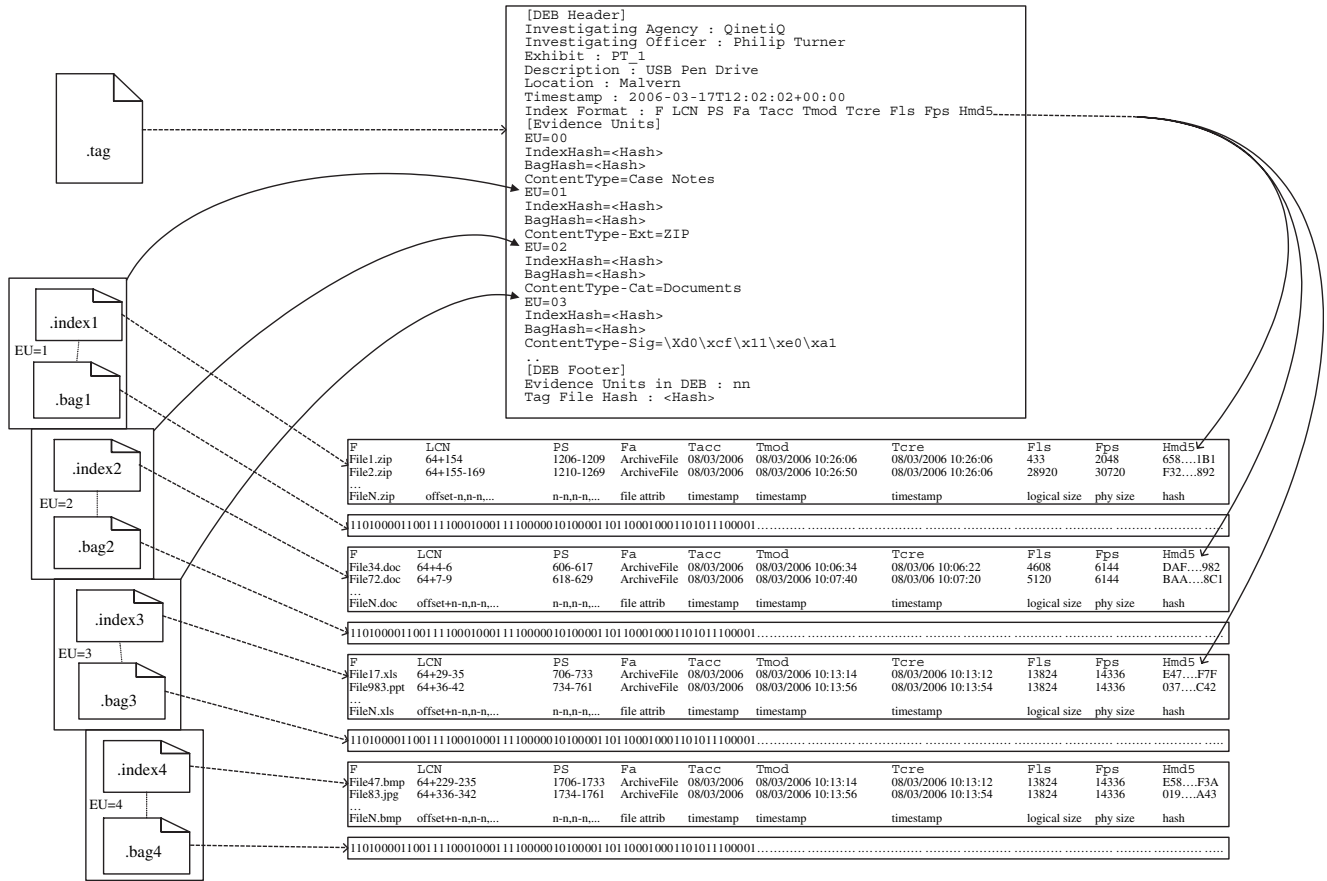 [DEB Header]
Investigating Agency : QinetiQ
Investigating Officer : Philip Turner
Exhibit : PT_1
Description : USB Pen Drive
Location : Malvern
Timestamp : 2006-03-17T12:02:02+00:00
Index Format : F LCN PS Fa Tacc Tmod Tcre Fls Fps Hmd5
[Evidence Units]
EU=00
IndexHash=<Hash>
BagHash=<Hash>
ContentType=Case Notes
EU=01
IndexHash=<Hash>
BagHash=<Hash>
ContentType-Ext=ZIP
EU=02
IndexHash=<Hash>
BagHash=<Hash>
ContentType-Cat=Documents
EU=03
IndexHash=<Hash>
BagHash=<Hash>
ContentType-Sig=\Xd0\xcf\x11\xe0\xa1
..
[DEB Footer]
Evidence Units in DEB : nn
Tag File Hash : <Hash>
.tag
.index1
EU=1
.bag1
.index2
EU=2
.bag2
.index3
EU=3
.bag3
.index4
EU=4
.bag4
F LCN PS Fa Tacc Tmod Tcre Fls Fps Hmd5
File1.zip 64+154 1206-1209 ArchiveFile 08/03/2006 08/03/2006 10:26:06 08/03/2006 10:26:06 433 2048 658....1B1
File2.zip 64+155-169 1210-1269 ArchiveFile 08/03/2006 08/03/2006 10:26:50 08/03/2006 10:26:06 28920 30720 F32....892
...
FileN.zip offset-n,n-n,... n-n,n-n,... file attrib timestamp timestamp timestamp logical size phy size hash
1101000011001111000100011110000010100001101100010001101011100001....
F LCN PS Fa Tacc Tmod Tcre Fls Fps Hmd5
File34.doc 64+4-6 606-617 ArchiveFile 08/03/2006 08/03/2006 10:06:34 08/03/06 10:06:22 4608 6144 DAF....982
File72.doc 64+7-9 618-629 ArchiveFile 08/03/2006 08/03/2006 10:07:40 08/03/06 10:07:20 5120 6144 BAA....8C1
...
FileN.doc offset+n-n,n-n,... n-n,n-n,... file attrib timestamp timestamp timestamp logical size phy size hash
1101000011001111000100011110000010100001101100010001101011100001....
F LCN PS Fa Tacc Tmod Tcre Fls Fps Hmd5
File17.xls 64+29-35 706-733 ArchiveFile 08/03/2006 08/03/2006 10:13:14 08/03/2006 10:13:12 13824 14336 E47....F7F
File983.ppt 64+36-42 734-761 ArchiveFile 08/03/2006 08/03/2006 10:13:56 08/03/2006 10:13:54 13824 14336 037....C42
...
FileN.xls offset+n-n,n-n,... n-n,n-n,... file attrib timestamp timestamp timestamp logical size phy size hash
1101000011001111000100011110000010100001101100010001101011100001....
F LCN PS Fa Tacc Tmod Tcre Fls Fps Hmd5
File47.bmp 64+229-235 1706-1733 ArchiveFile 08/03/2006 08/03/2006 10:13:14 08/03/2006 10:13:12 13824 14336 E58....F3A
File83.jpg 64+336-342 1734-1761 ArchiveFile 08/03/2006 08/03/2006 10:13:56 08/03/2006 10:13:54 13824 14336 019....A43
...
FileN.bmp offset+n-n,n-n,... n-n,n-n,... file attrib timestamp timestamp timestamp logical size phy size hash
1101000011001111000100011110000010100001101100010001101011100001....